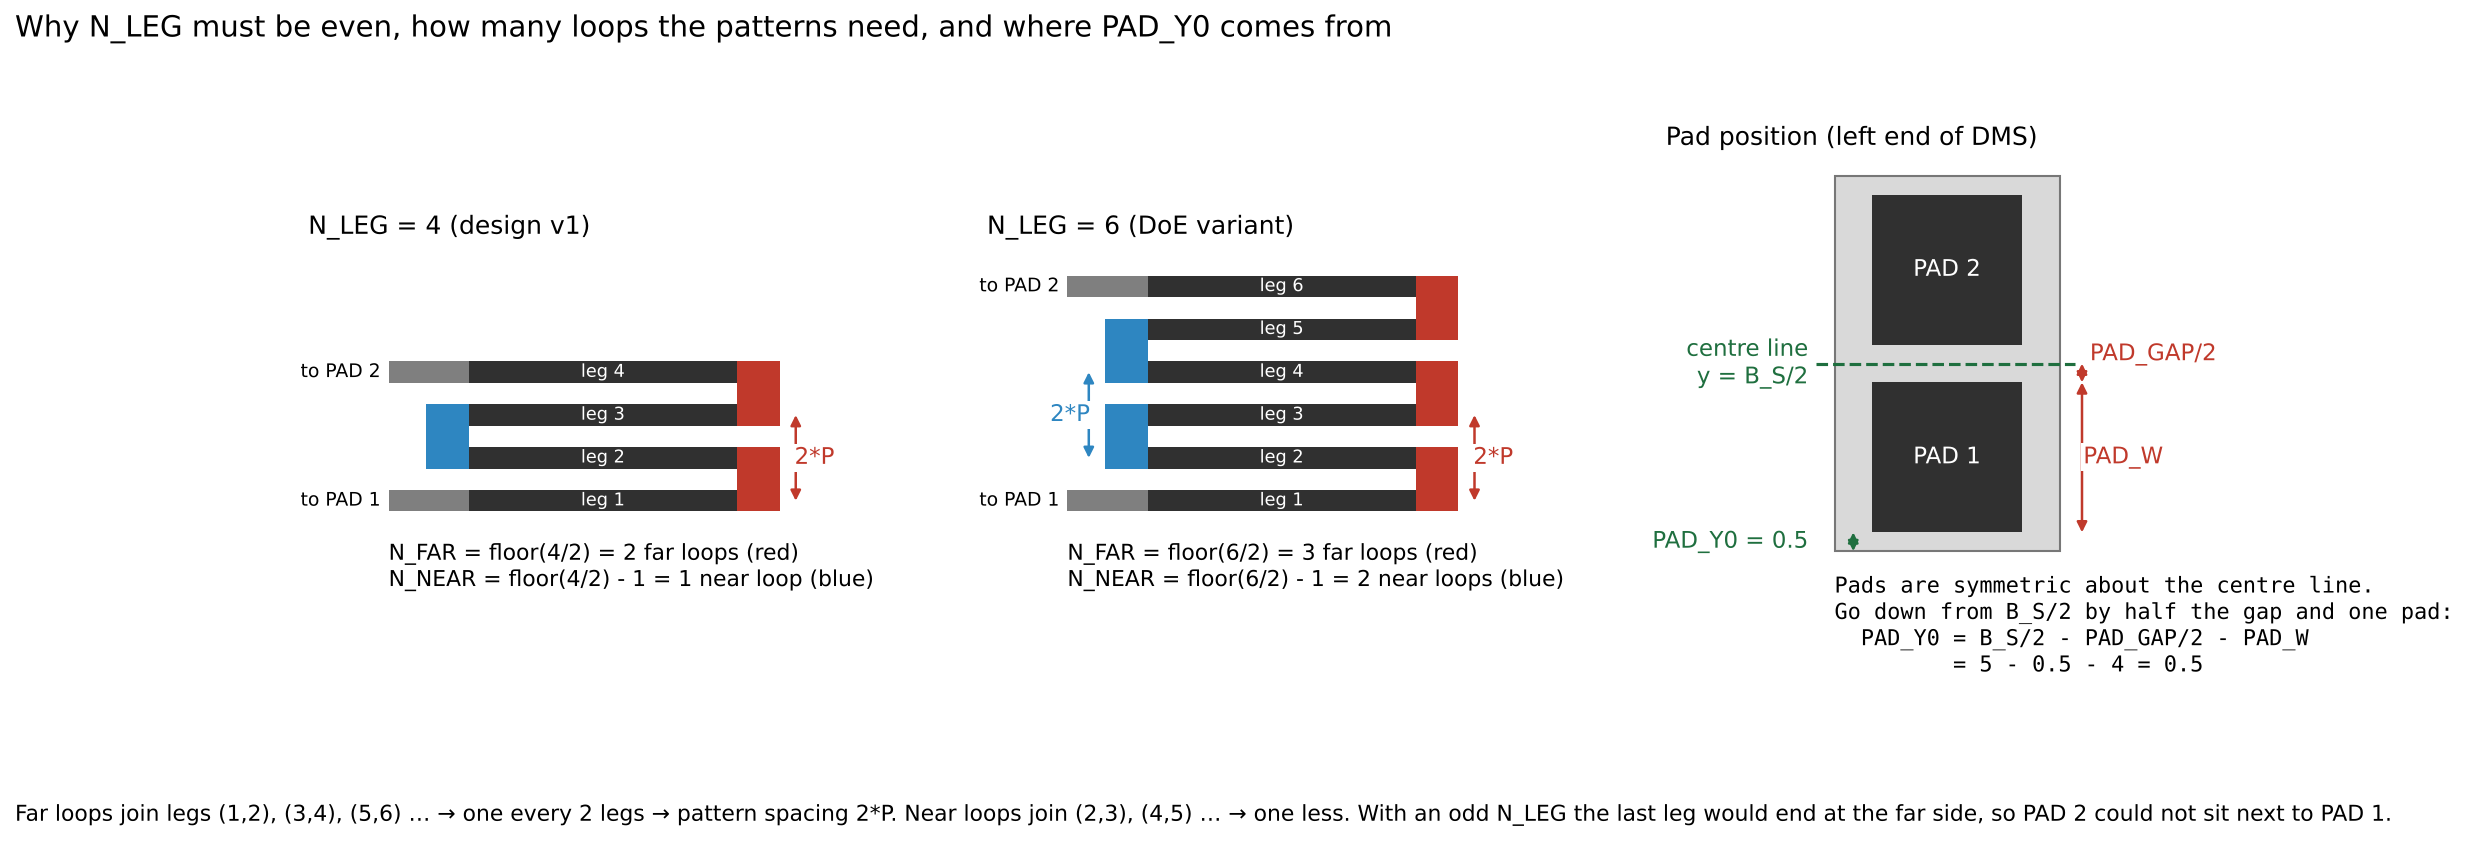 Why N_LEG must be even, how many loops the patterns need, and where PAD_Y0 comes from
N_LEG = 4 (design v1)
to PAD 2
leg 4
leg 3
leg 2
2*P
to PAD 1
leg 1
N_FAR = floor(4/2) = 2 far loops (red)
N_NEAR = floor(4/2) - 1 = 1 near loop (blue)
N_LEG = 6 (DoE variant)
to PAD 2
leg 6
leg 5
leg 4
2*P
leg 3
leg 2
2*P
to PAD 1
leg 1
N_FAR = floor(6/2) = 3 far loops (red)
N_NEAR = floor(6/2) - 1 = 2 near loops (blue)
Pad position (left end of DMS)
PAD 2
centre line
y = B_S/2
PAD_GAP/2
PAD 1
PAD_W
PAD_Y0 = 0.5
Pads are symmetric about the centre line.
Go down from B_S/2 by half the gap and one pad:
PAD_Y0 = B_S/2 - PAD_GAP/2 - PAD_W
= 5 - 0.5 - 4 = 0.5
Far loops join legs (1,2), (3,4), (5,6) ... → one every 2 legs → pattern spacing 2*P. Near loops join (2,3), (4,5) ... → one less. With an odd N_LEG the last leg would end at the far side, so PAD 2 could not sit next to PAD 1.